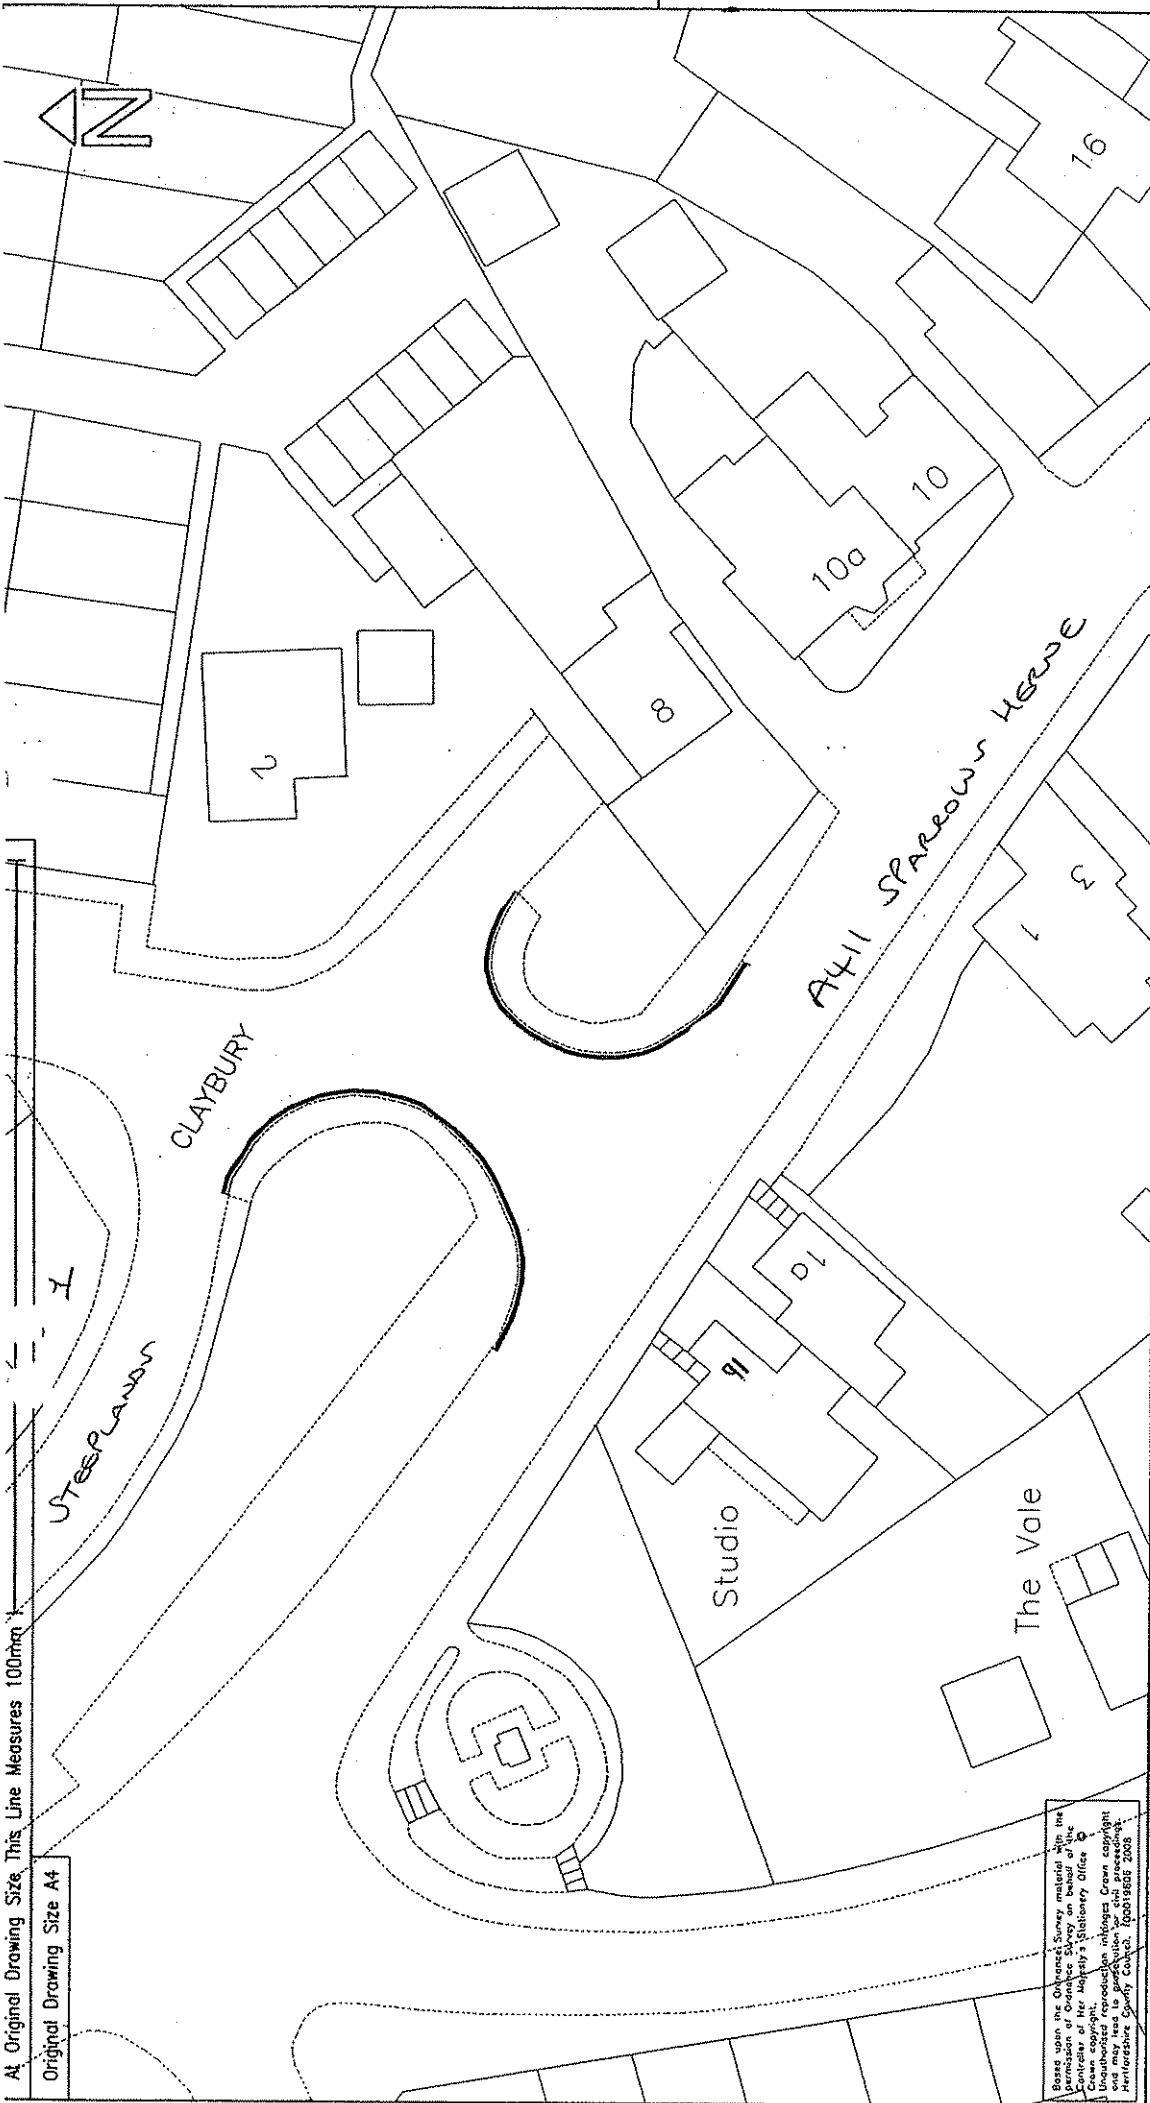 At Original Drawing Size This Line Measures 100mm
Original Drawing Size A4
N
STEEPLANDS
1
CLAYBURY
2
8
10a
10
16
A411 SPARROWS HERNE
1
3
1a
Studio
The Vale
Based upon the Ordnance Survey material with the
permission of Ordnance Survey on behalf of the
Controller of Her Majesty's Stationery Office ©
Crown copyright.
Unauthorised reproduction infringes Crown copyright
and may lead to prosecution or civil proceedings.
Hertfordshire County Council. 100019606 2008